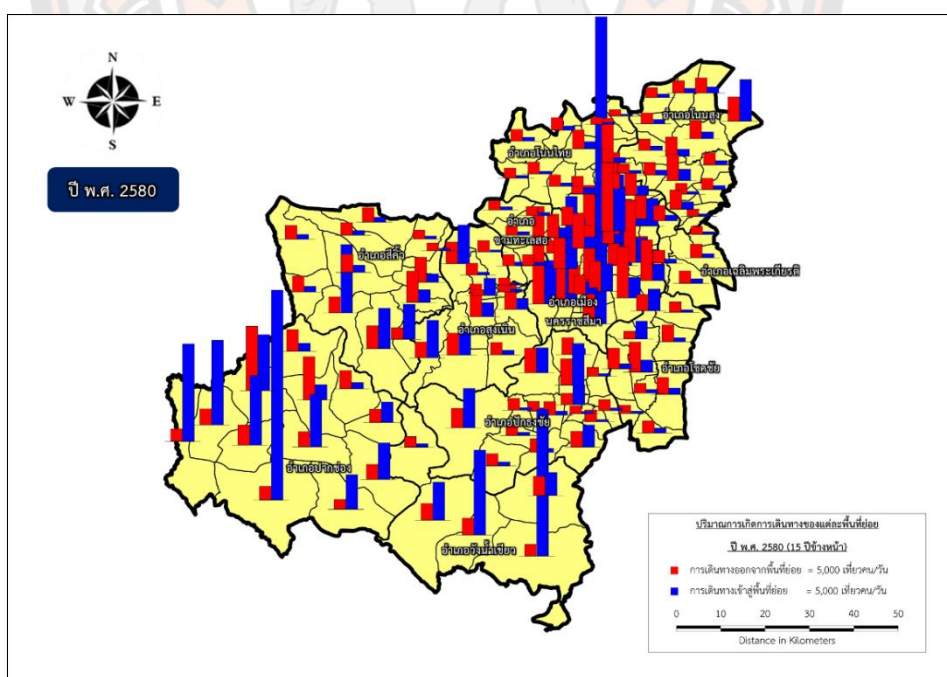 N
W E
S
ปี พ.ศ. 2580
อำเภอโนนสูง
อำเภอโนนไทย
อำเภอ
ขามทะเลสอ
อำเภอสีคิ้ว
อำเภอเฉลิมพระเกียรติ
อำเภอเมือง
นครราชสีมา
อำเภอสูงเนิน
อำเภอโชคชัย
อำเภอปักธงชัย
อำเภอปากช่อง
อำเภอวังน้ำเขียว
ปริมาณการเกิดการเดินทางของแต่ละพื้นที่ย่อย
ปี พ.ศ. 2580 (15 ปีข้างหน้า)
การเดินทางออกจากพื้นที่ย่อย = 5,000 เที่ยวคน/วัน
การเดินทางเข้าสู่พื้นที่ย่อย = 5,000 เที่ยวคน/วัน
0 10 20 30 40 50
Distance in Kilometers